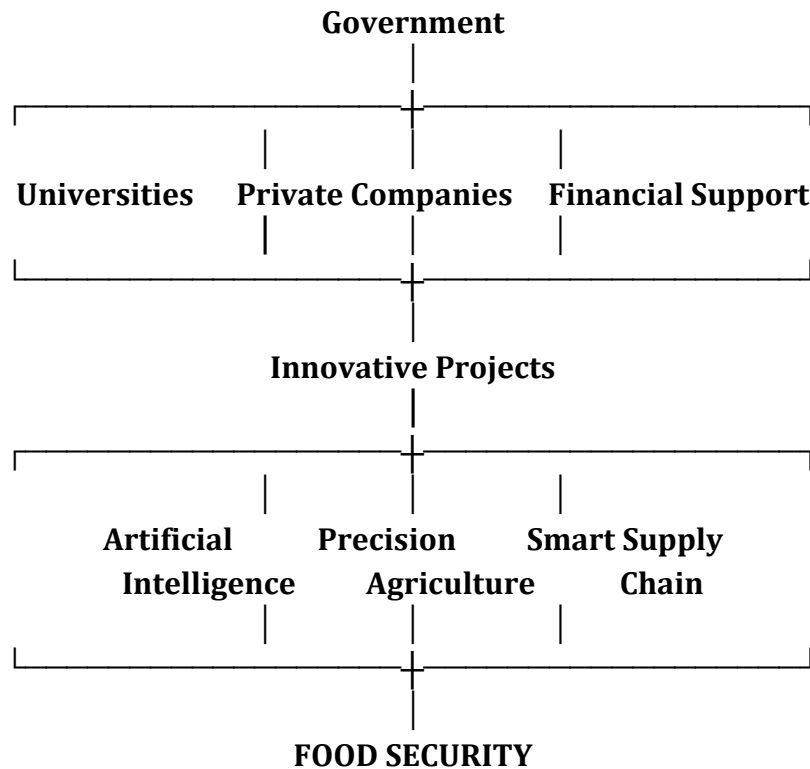 Government
Universities Private Companies Financial Support
Innovative Projects
Artificial Precision Smart Supply
Intelligence Agriculture Chain
FOOD SECURITY